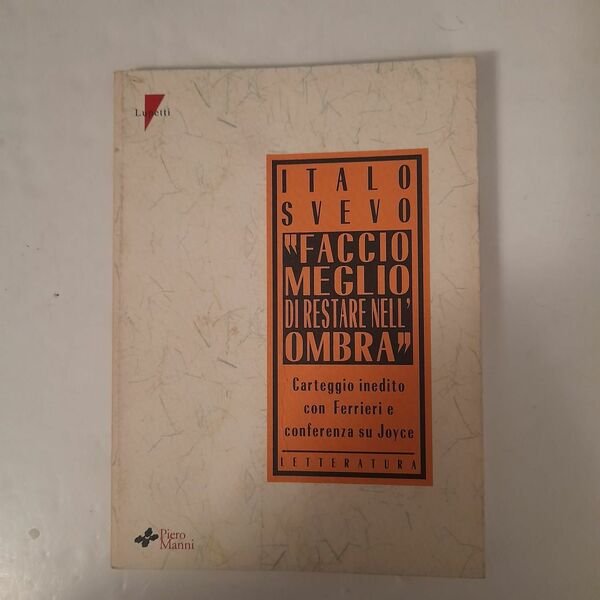 Lupetti
ITALO
SVEVO
"FACCIO
MEGLIO
DI RESTARE NELL'
OMBRA"
Carteggio inedito
con Ferrieri e
conferenza su Joyce
LETTERATURA
Piero
Manni